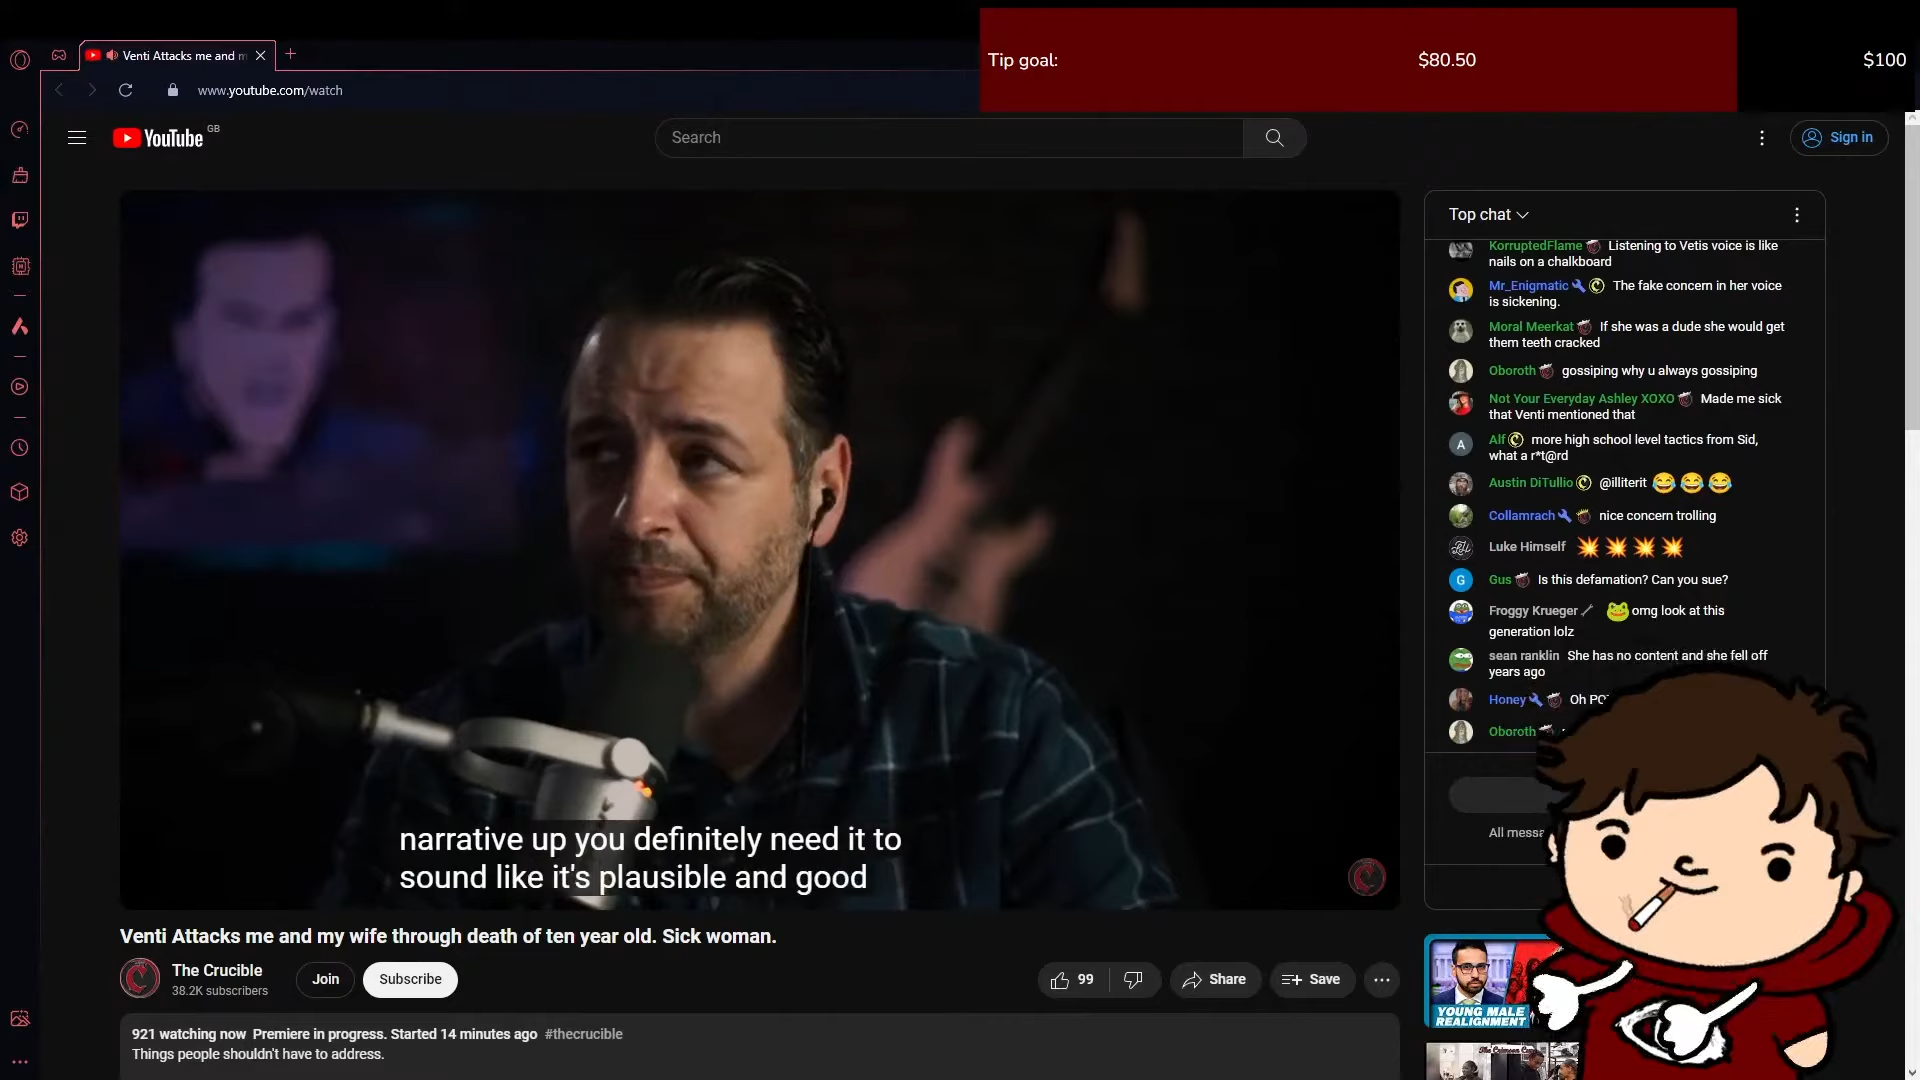 Venti Attacks me and m
Tip goal:
$80.50
$100
www.youtube.com/watch
YouTube
GB
Search
Sign in
Top chat
KorruptedFlame Listening to Vetis voice is like
nails on a chalkboard
Mr_Enigmatic The fake concern in her voice
is sickening.
Moral Meerkat If she was a dude she would get
them teeth cracked
Oboroth gossiping why u always gossiping
Not Your Everyday Ashley XOXO Made me sick
that Venti mentioned that
A
Alf more high school level tactics from Sid,
what a r*t@rd
Austin DiTullio @illiterit
Collamrach nice concern trolling
Luke Himself
G
Gus Is this defamation? Can you sue?
Froggy Krueger omg look at this
generation lolz
sean ranklin She has no content and she fell off
years ago
Honey Oh
Oboroth
All
narrative up you definitely need it to
sound like it's plausible and good
Venti Attacks me and my wife through death of ten year old. Sick woman.
The Crucible
38.2K subscribers
Join
Subscribe
99
Share
Save
921 watching now Premiere in progress. Started 14 minutes ago #thecrucible
Things people shouldn't have to address.
YOUNG MALE
REALIGNMENT